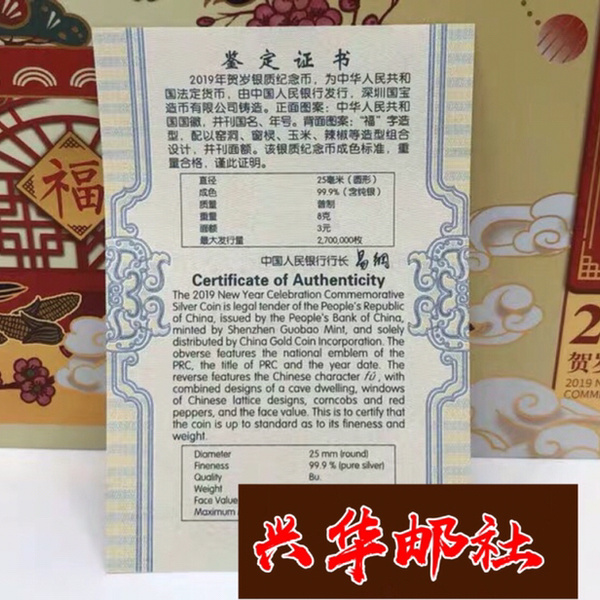 鉴定证书
2019年贺岁银质纪念币，为中华人民共和
国法定货币，由中国人民银行发行，深圳国宝
造币有限公司铸造。正面图案：中华人民共和
国国徽，并刊国名、年号。背面图案：“福”字造
型，配以窑洞、窗棂、玉米、辣椒等造型组合
设计，并刊面额。该银质纪念币成色标准，重
量合格，谨此证明。
直径 25毫米（圆形）
成色 99.9%（含纯银）
质量 普制
重量 8克
面额 3元
最大发行量 2,700,000枚
中国人民银行行长 易纲
Certificate of Authenticity
The 2019 New Year Celebration Commemorative
Silver Coin is legal tender of the People's Republic
of China, issued by the People's Bank of China,
minted by Shenzhen Guobao Mint, and solely
distributed by China Gold Coin Incorporation. The
obverse features the national emblem of the
PRC, the title of PRC and the year date. The
reverse features the Chinese character fú, with
combined designs of a cave dwelling, windows
of Chinese lattice designs, corncobs and red
peppers, and the face value. This is to certify that
the coin is up to standard as to its fineness and
weight.
Diameter 25 mm (round)
Fineness 99.9 % (pure silver)
Quality Bu.
Weight
Face Value
Maximum
福
2
贺岁
2019 N
COMM
兴华邮社